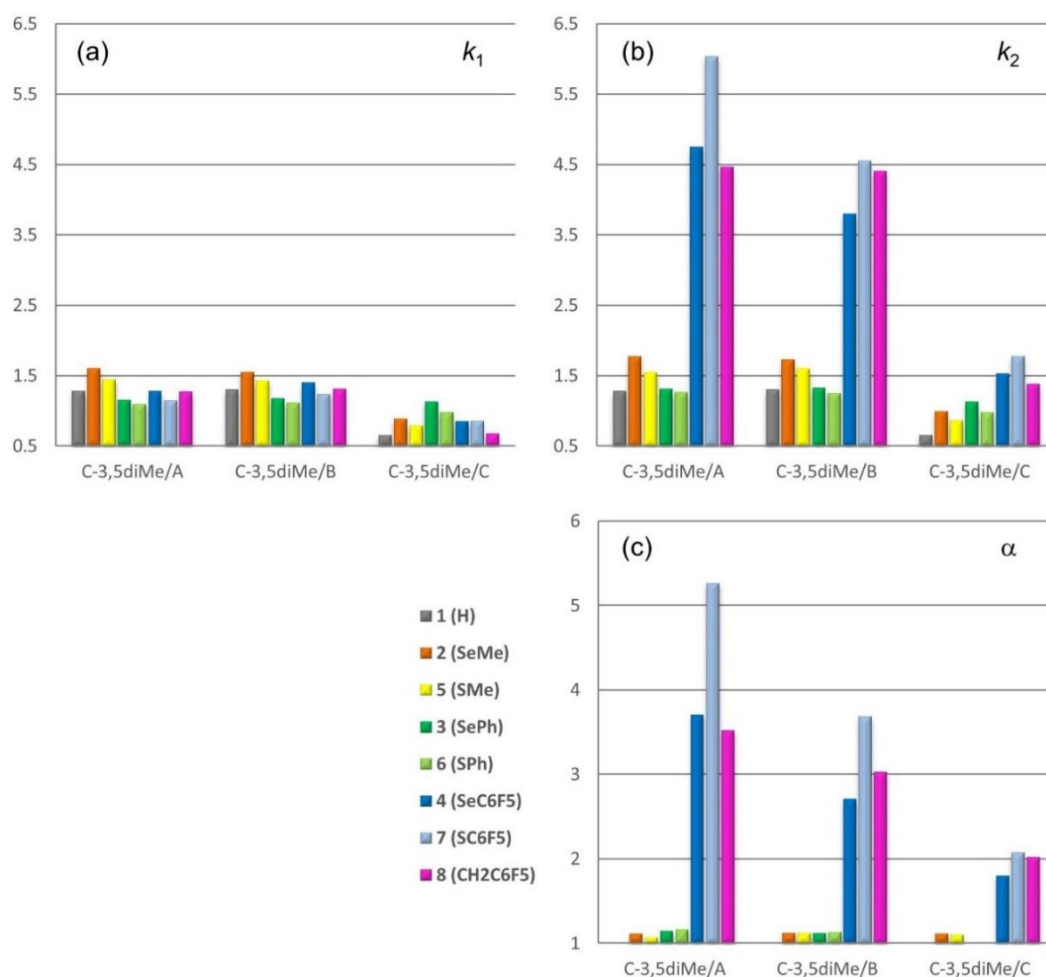 (a)
k1
6.5
5.5
4.5
3.5
2.5
1.5
0.5
C-3,5diMe/A C-3,5diMe/B C-3,5diMe/C
(b)
k2
6.5
5.5
4.5
3.5
2.5
1.5
0.5
C-3,5diMe/A C-3,5diMe/B C-3,5diMe/C
1 (H)
2 (SeMe)
5 (SMe)
3 (SePh)
6 (SPh)
4 (SeC6F5)
7 (SC6F5)
8 (CH2C6F5)
(c)
α
6
5
4
3
2
1
C-3,5diMe/A C-3,5diMe/B C-3,5diMe/C